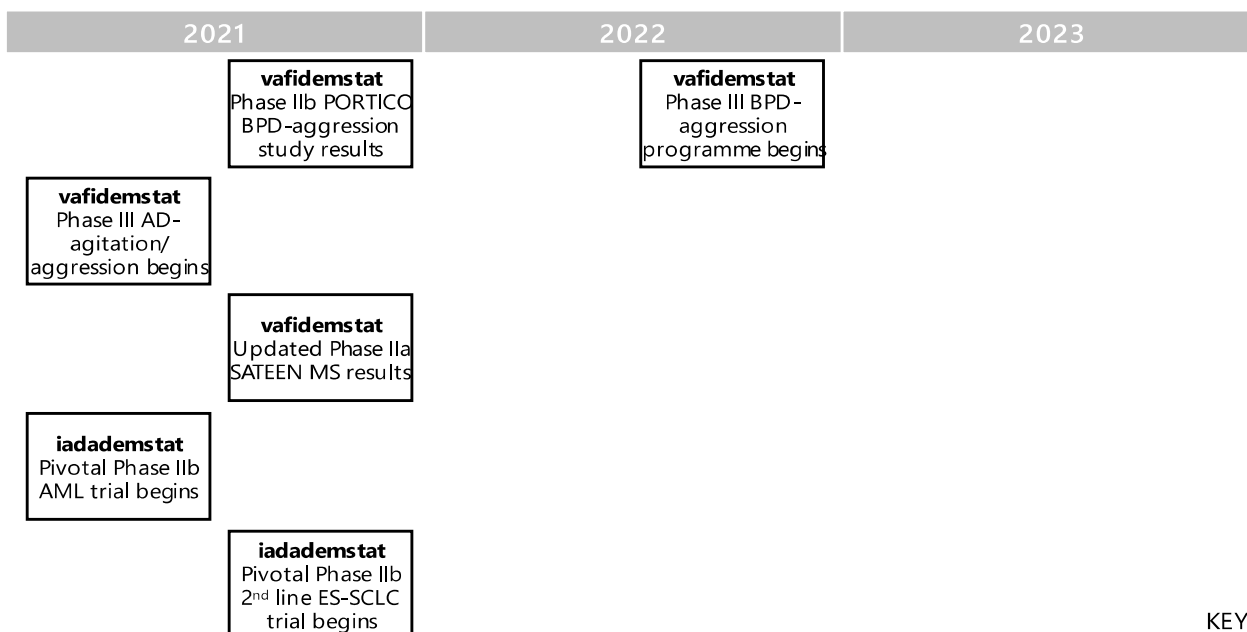 2021 2022 2023
vafidemstat
Phase IIb PORTICO
BPD-aggression
study results
vafidemstat
Phase III BPD-
aggression
programme begins
vafidemstat
Phase III AD-
agitation/
aggression begins
vafidemstat
Updated Phase IIa
SATEEN MS results
iadademstat
Pivotal Phase IIb
AML trial begins
iadademstat
Pivotal Phase IIb
2nd line ES-SCLC
trial begins
KEY